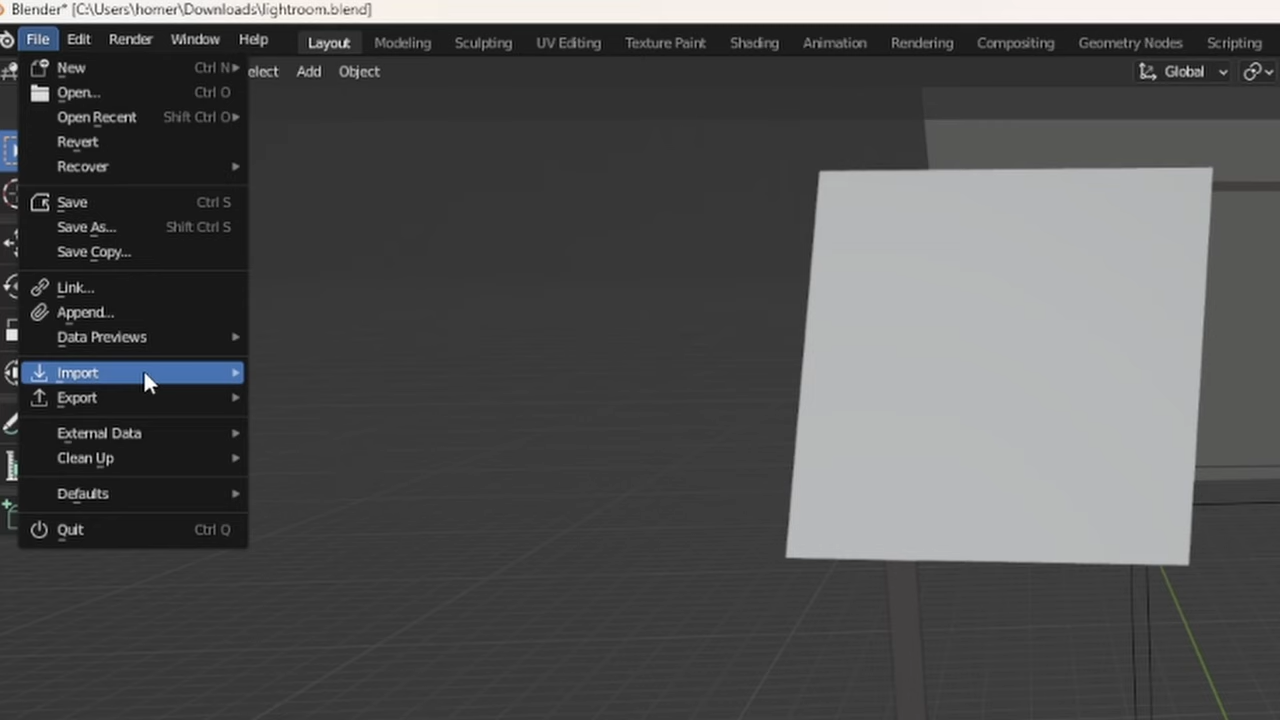 Blender* [C:\Users\homer\Downloads\lightroom.blend]
File Edit Render Window Help Layout Modeling Sculpting UV Editing Texture Paint Shading Animation Rendering Compositing Geometry Nodes Scripting
elect Add Object Global
New Ctrl N
Open... Ctrl O
Open Recent Shift Ctrl O
Revert
Recover
Save Ctrl S
Save As... Shift Ctrl S
Save Copy...
Link...
Append...
Data Previews
Import
Export
External Data
Clean Up
Defaults
Quit Ctrl Q